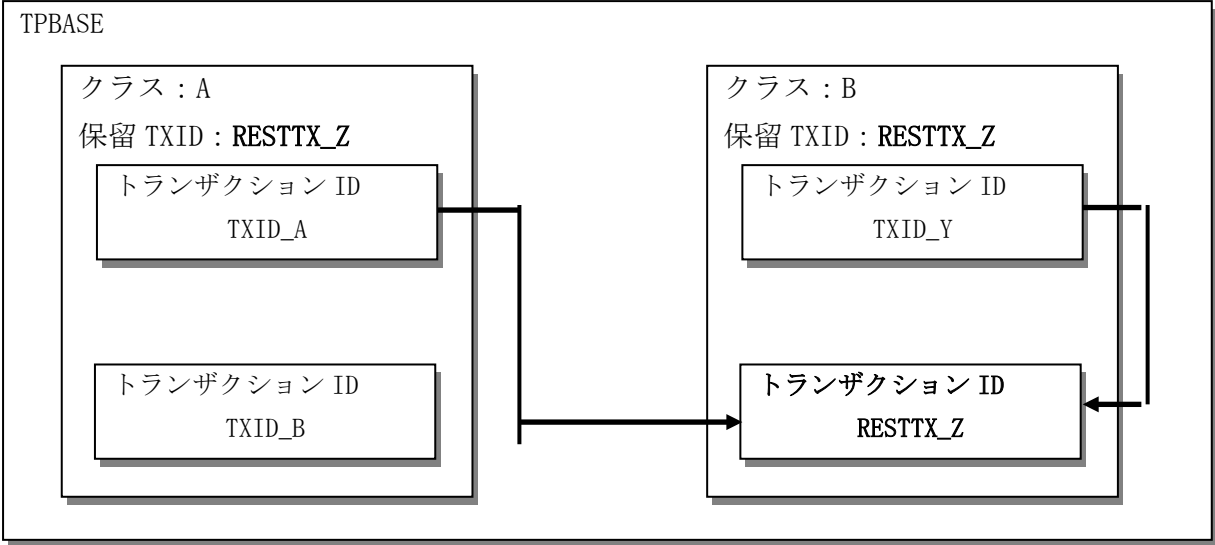 TPBASE
クラス：A
保留 TXID：RESTTX_Z
トランザクション ID
TXID_A
トランザクション ID
TXID_B
クラス：B
保留 TXID：RESTTX_Z
トランザクション ID
TXID_Y
トランザクション ID
RESTTX_Z